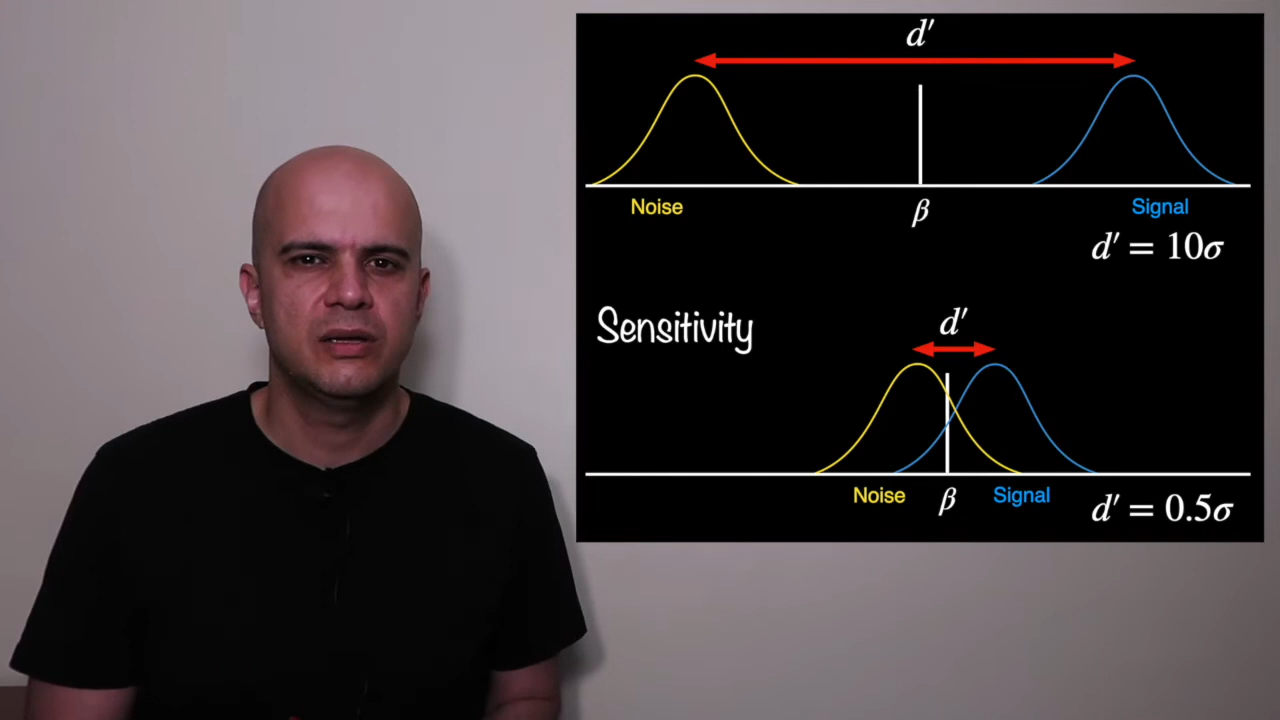 d′
Noise
β
Signal
d′ = 10σ
Sensitivity
d′
Noise
β
Signal
d′ = 0.5σ